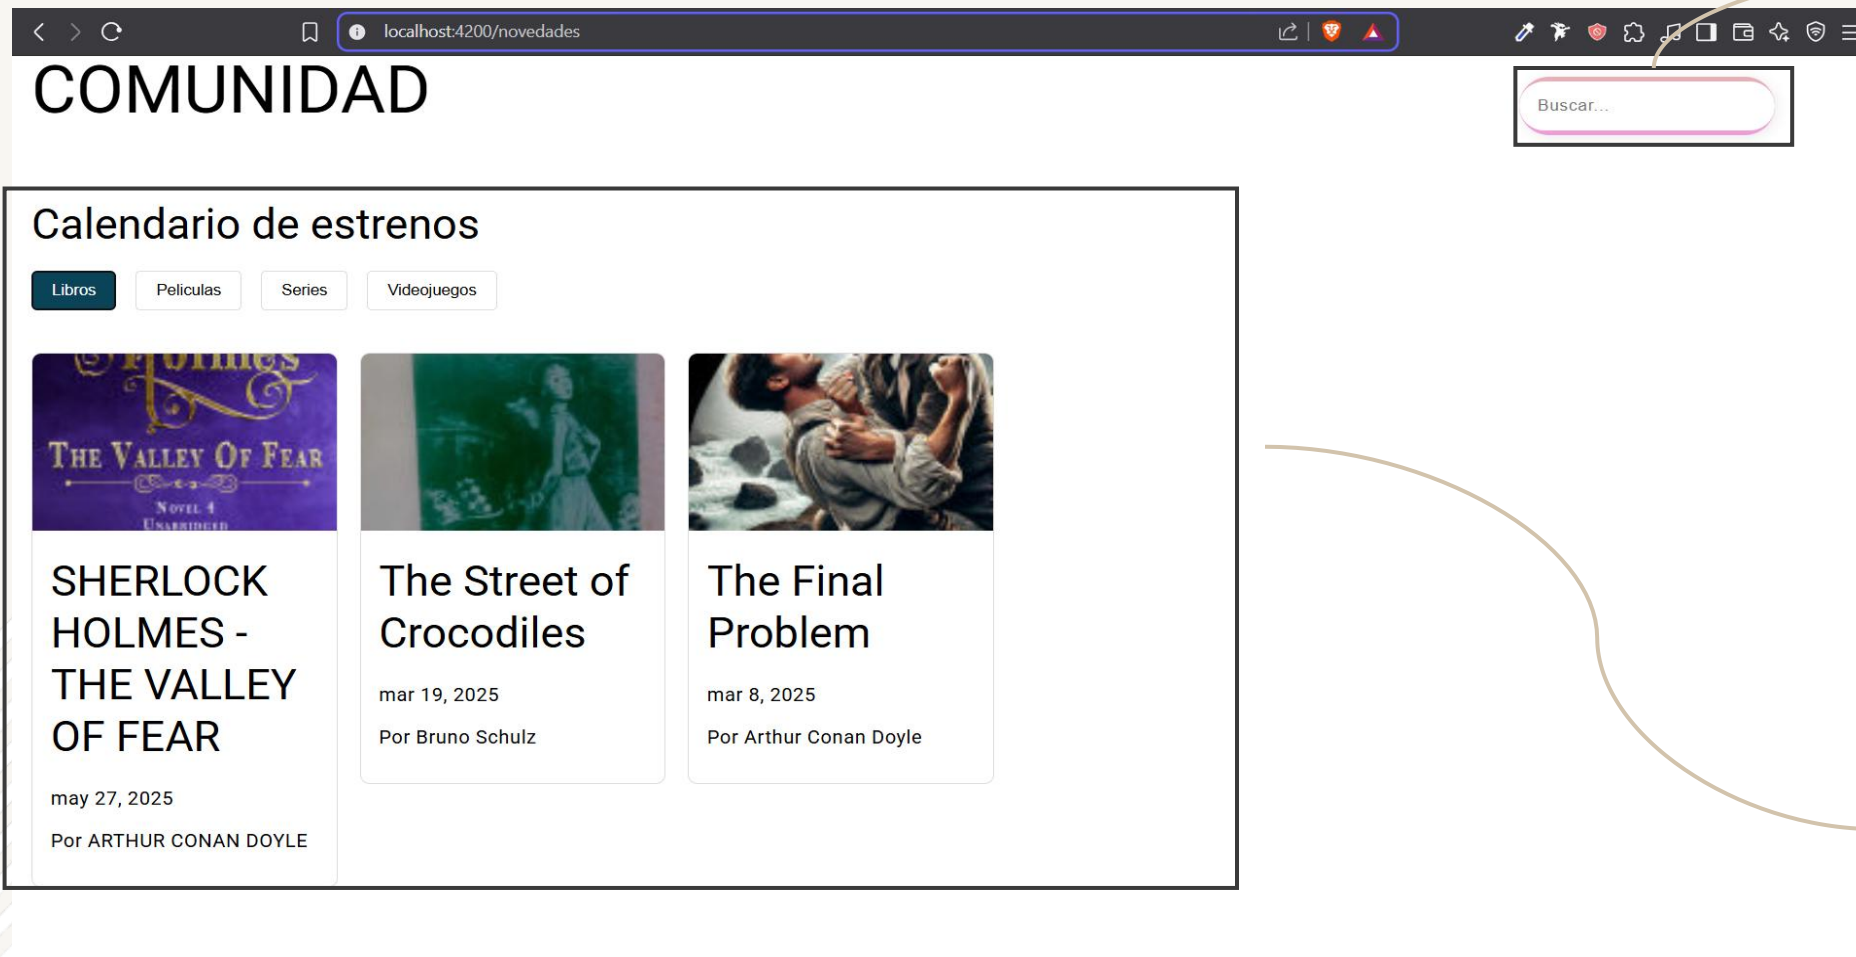 localhost:4200/novedades
COMUNIDAD
Buscar...
Calendario de estrenos
Libros
Peliculas
Series
Videojuegos
THE VALLEY OF FEAR
NOVEL 4
UNABRIDGED
SHERLOCK
HOLMES -
THE VALLEY
OF FEAR
may 27, 2025
Por ARTHUR CONAN DOYLE
The Street of
Crocodiles
mar 19, 2025
Por Bruno Schulz
The Final
Problem
mar 8, 2025
Por Arthur Conan Doyle